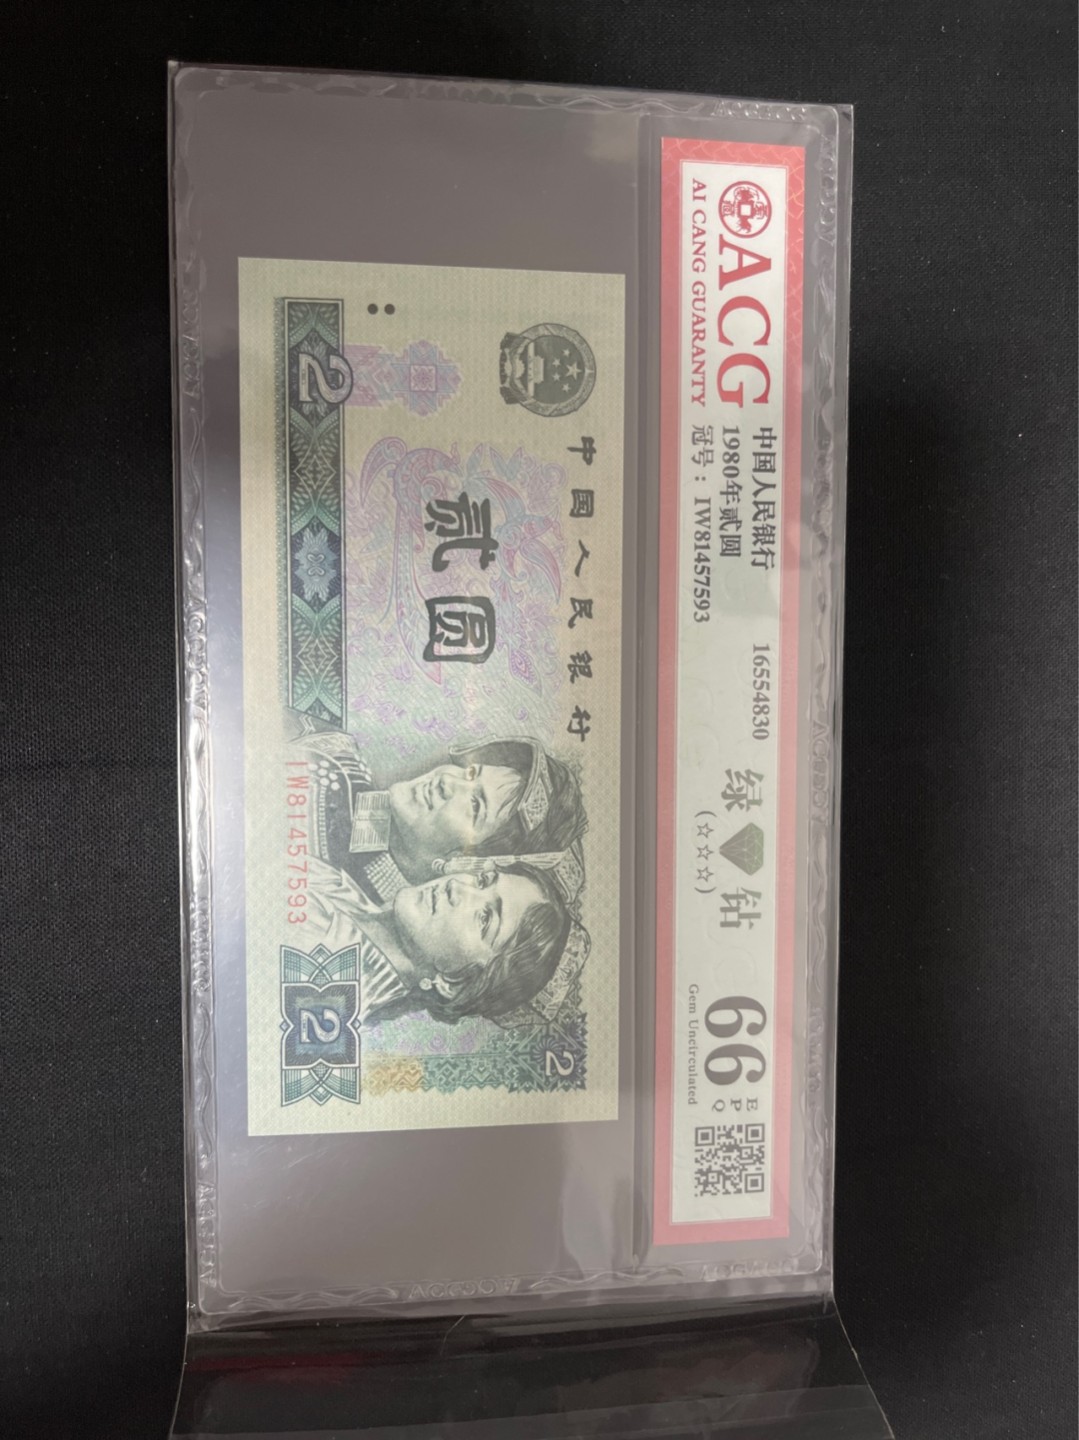 ACG
AI CANG GUARANTY
中国人民银行
1980年贰圆
冠号：IW81457593
16554830
绿 钻
(☆☆☆)
66
E
P
Q
Gem Uncirculated
中国人民银行
贰圆
2
2
2
IW81457593